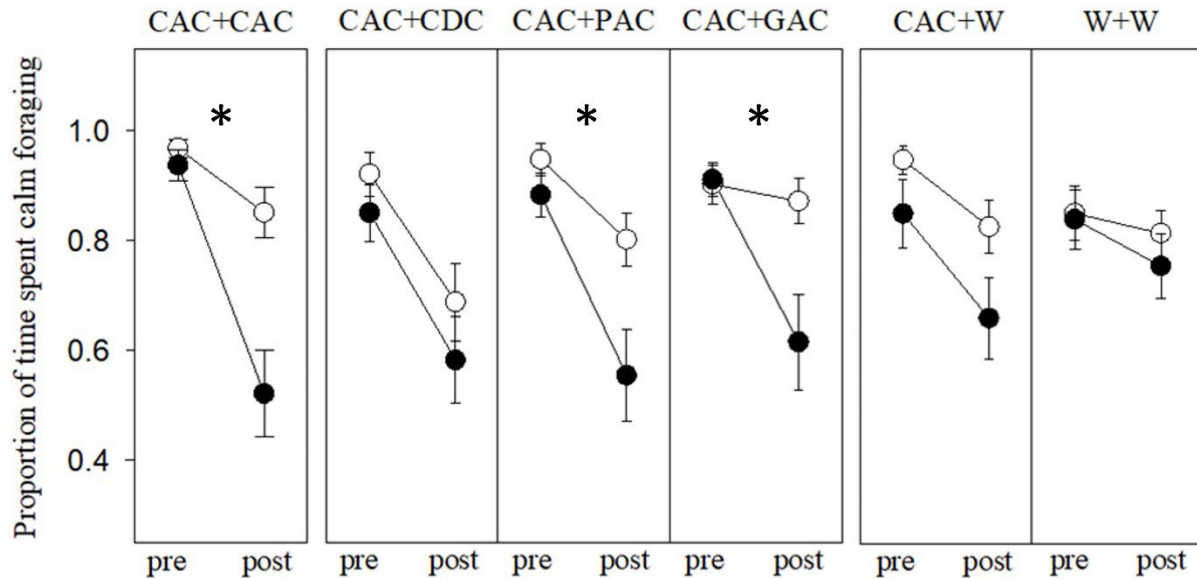 CAC+CAC CAC+CDC CAC+PAC CAC+GAC CAC+W W+W
Proportion of time spent calm foraging
* * *
1.0
0.8
0.6
0.4
pre post pre post pre post pre post pre post pre post